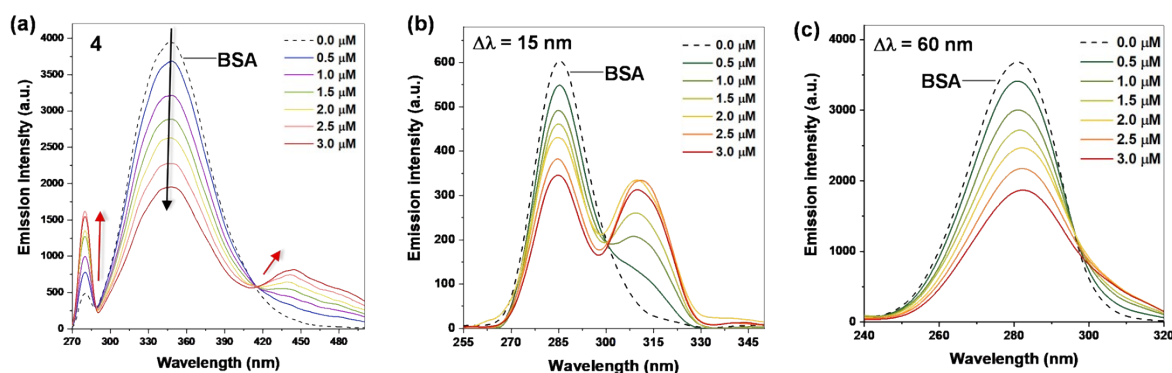 (a)
4
BSA
0.0 μM
0.5 μM
1.0 μM
1.5 μM
2.0 μM
2.5 μM
3.0 μM
Emission Intensity (a.u.)
4000
3500
3000
2500
2000
1500
1000
500
0
270 300 330 360 390 420 450 480
Wavelength (nm)
(b)
Δλ = 15 nm
BSA
0.0 μM
0.5 μM
1.0 μM
1.5 μM
2.0 μM
2.5 μM
3.0 μM
Emission intensity (a.u.)
600
500
400
300
200
100
0
255 270 285 300 315 330 345
Wavelength (nm)
(c)
Δλ = 60 nm
BSA
0.0 μM
0.5 μM
1.0 μM
1.5 μM
2.0 μM
2.5 μM
3.0 μM
Emission intensity (a.u.)
4000
3000
2000
1000
0
240 260 280 300 320
Wavelength (nm)